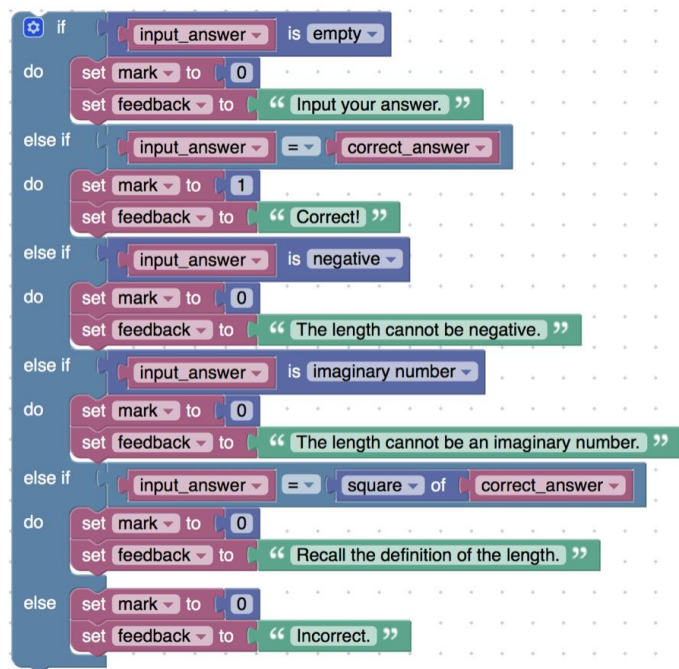 if input_answer is empty
do set mark to 0
set feedback to “ Input your answer. ”
else if input_answer = correct_answer
do set mark to 1
set feedback to “ Correct! ”
else if input_answer is negative
do set mark to 0
set feedback to “ The length cannot be negative. ”
else if input_answer is imaginary number
do set mark to 0
set feedback to “ The length cannot be an imaginary number. ”
else if input_answer = square of correct_answer
do set mark to 0
set feedback to “ Recall the definition of the length. ”
else set mark to 0
set feedback to “ Incorrect. ”